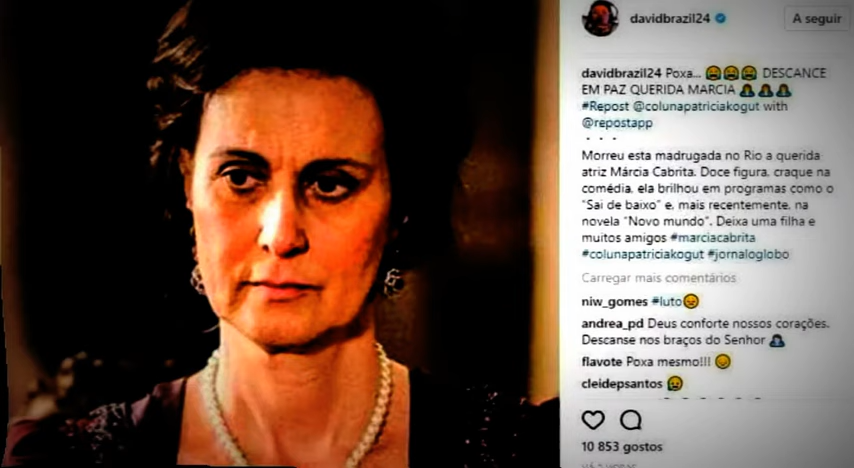 davidbrazil24
A seguir
davidbrazil24 Poxa... 😭😭😭 DESCANCE
EM PAZ QUERIDA MARCIA 🙇‍♀️🙇‍♀️🙇‍♀️
#Repost @colunapatriciakogut with
@repostapp
· · ·
Morreu esta madrugada no Rio a querida
atriz Márcia Cabrita. Doce figura, craque na
comédia, ela brilhou em programas como o
"Sai de baixo" e, mais recentemente, na
novela "Novo mundo". Deixa uma filha e
muitos amigos #marciacabrita
#colunapatriciakogut #jornaloglobo
Carregar mais comentários
niw_gomes #luto😞
andrea_pd Deus conforte nossos corações.
Descanse nos braços do Senhor 🙇‍♀️
flavote Poxa mesmo!!! 😞
cleidepsantos 😭
10 853 gostos